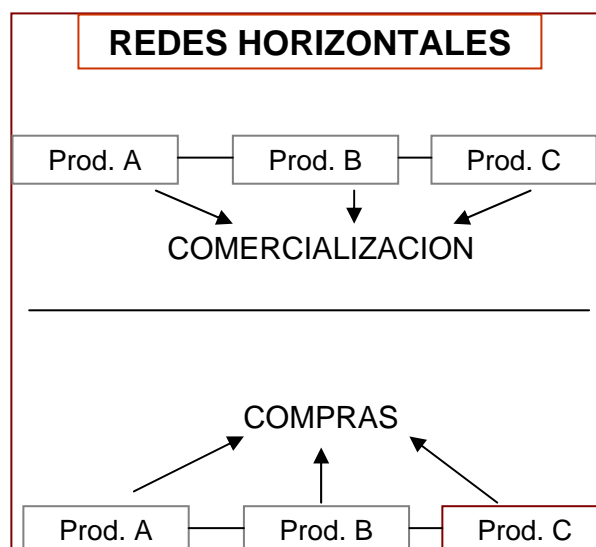 REDES HORIZONTALES
Prod. A Prod. B Prod. C
COMERCIALIZACION
COMPRAS
Prod. A Prod. B Prod. C